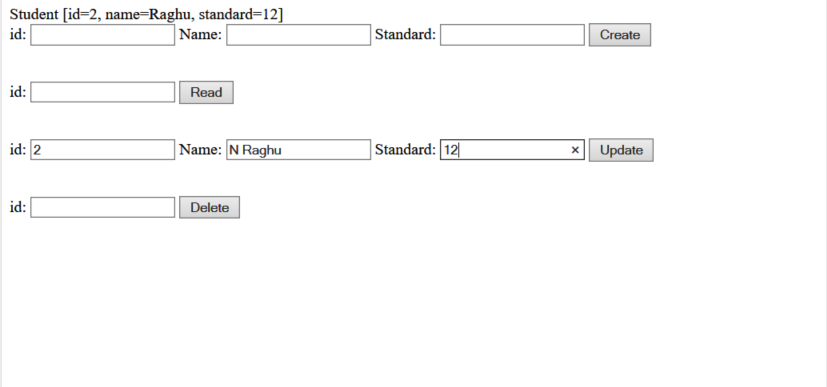 Student [id=2, name=Raghu, standard=12]
id: Name: Standard: Create
id: Read
id: 2 Name: N Raghu Standard: 12 × Update
id: Delete